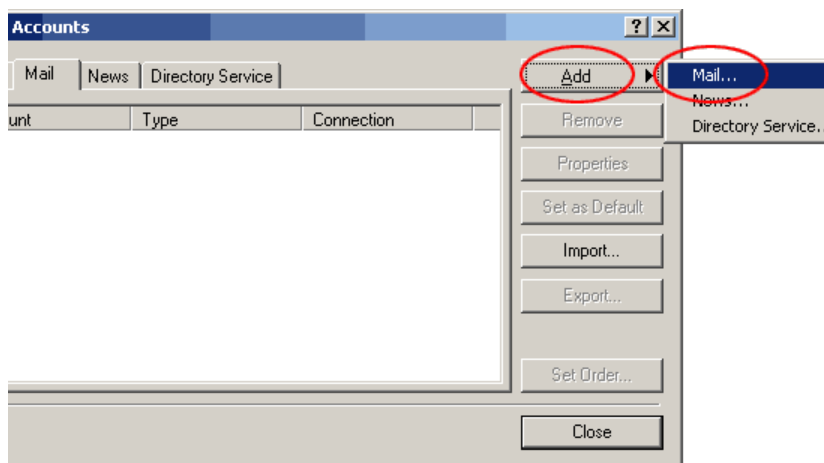 Accounts
Mail News Directory Service
Add Mail...
News...
Directory Service.
unt Type Connection
Remove
Properties
Set as Default
Import...
Export...
Set Order...
Close